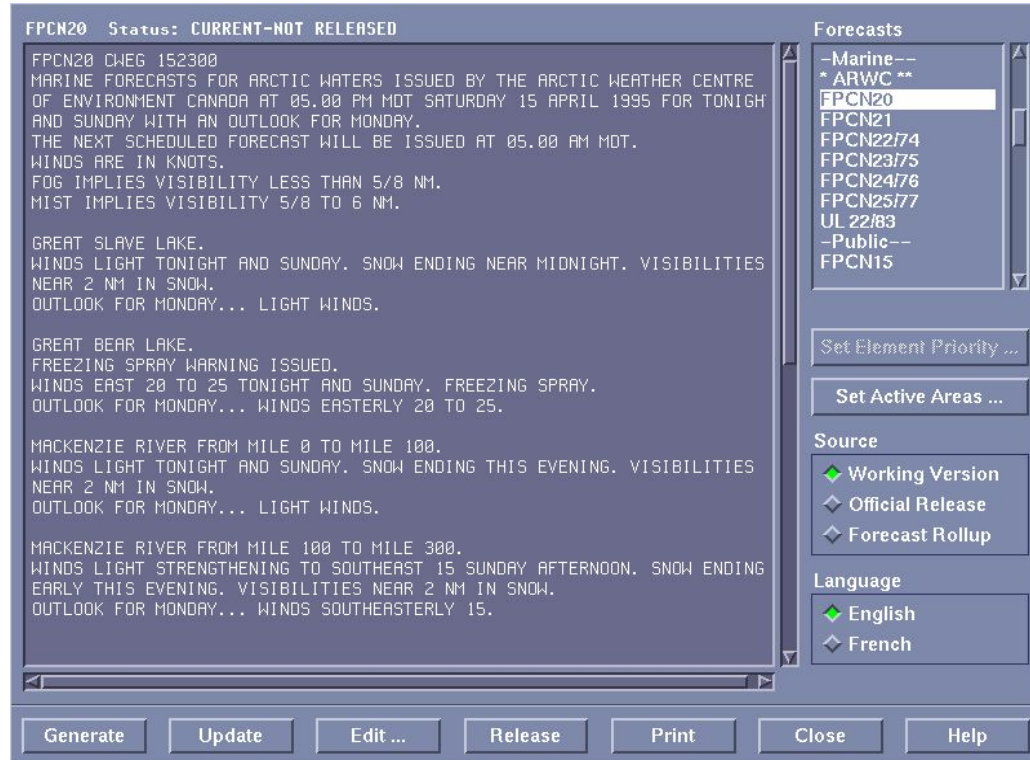 FPCN20 Status: CURRENT-NOT RELEASED
FPCN20 CWEG 152300
MARINE FORECASTS FOR ARCTIC WATERS ISSUED BY THE ARCTIC WEATHER CENTRE
OF ENVIRONMENT CANADA AT 05.00 PM MDT SATURDAY 15 APRIL 1995 FOR TONIGH
AND SUNDAY WITH AN OUTLOOK FOR MONDAY.
THE NEXT SCHEDULED FORECAST WILL BE ISSUED AT 05.00 AM MDT.
WINDS ARE IN KNOTS.
FOG IMPLIES VISIBILITY LESS THAN 5/8 NM.
MIST IMPLIES VISIBILITY 5/8 TO 6 NM.
GREAT SLAVE LAKE.
WINDS LIGHT TONIGHT AND SUNDAY. SNOW ENDING NEAR MIDNIGHT. VISIBILITIES
NEAR 2 NM IN SNOW.
OUTLOOK FOR MONDAY... LIGHT WINDS.
GREAT BEAR LAKE.
FREEZING SPRAY WARNING ISSUED.
WINDS EAST 20 TO 25 TONIGHT AND SUNDAY. FREEZING SPRAY.
OUTLOOK FOR MONDAY... WINDS EASTERLY 20 TO 25.
MACKENZIE RIVER FROM MILE 0 TO MILE 100.
WINDS LIGHT TONIGHT AND SUNDAY. SNOW ENDING THIS EVENING. VISIBILITIES
NEAR 2 NM IN SNOW.
OUTLOOK FOR MONDAY... LIGHT WINDS.
MACKENZIE RIVER FROM MILE 100 TO MILE 300.
WINDS LIGHT STRENGTHENING TO SOUTHEAST 15 SUNDAY AFTERNOON. SNOW ENDING
EARLY THIS EVENING. VISIBILITIES NEAR 2 NM IN SNOW.
OUTLOOK FOR MONDAY... WINDS SOUTHEASTERLY 15.
Forecasts
-Marine--
* ARWC **
FPCN20
FPCN21
FPCN22/74
FPCN23/75
FPCN24/76
FPCN25/77
UL 22/83
-Public--
FPCN15
Set Element Priority ...
Set Active Areas ...
Source
Working Version
Official Release
Forecast Rollup
Language
English
French
Generate
Update
Edit ...
Release
Print
Close
Help